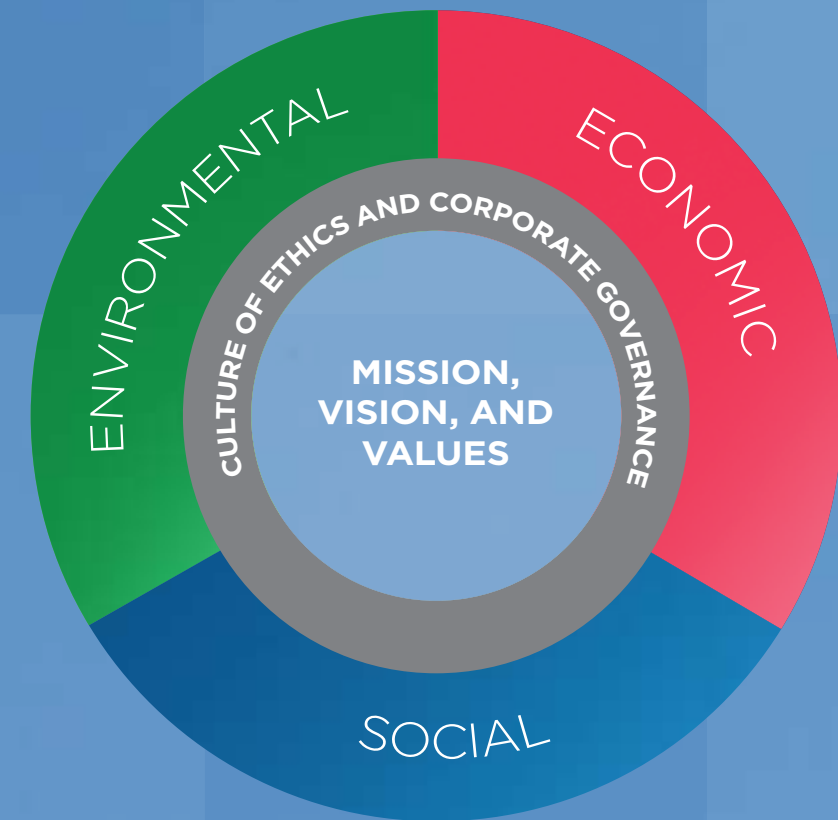 ENVIRONMENTAL
ECONOMIC
CULTURE OF ETHICS AND CORPORATE GOVERNANCE
MISSION,
VISION, AND
VALUES
SOCIAL